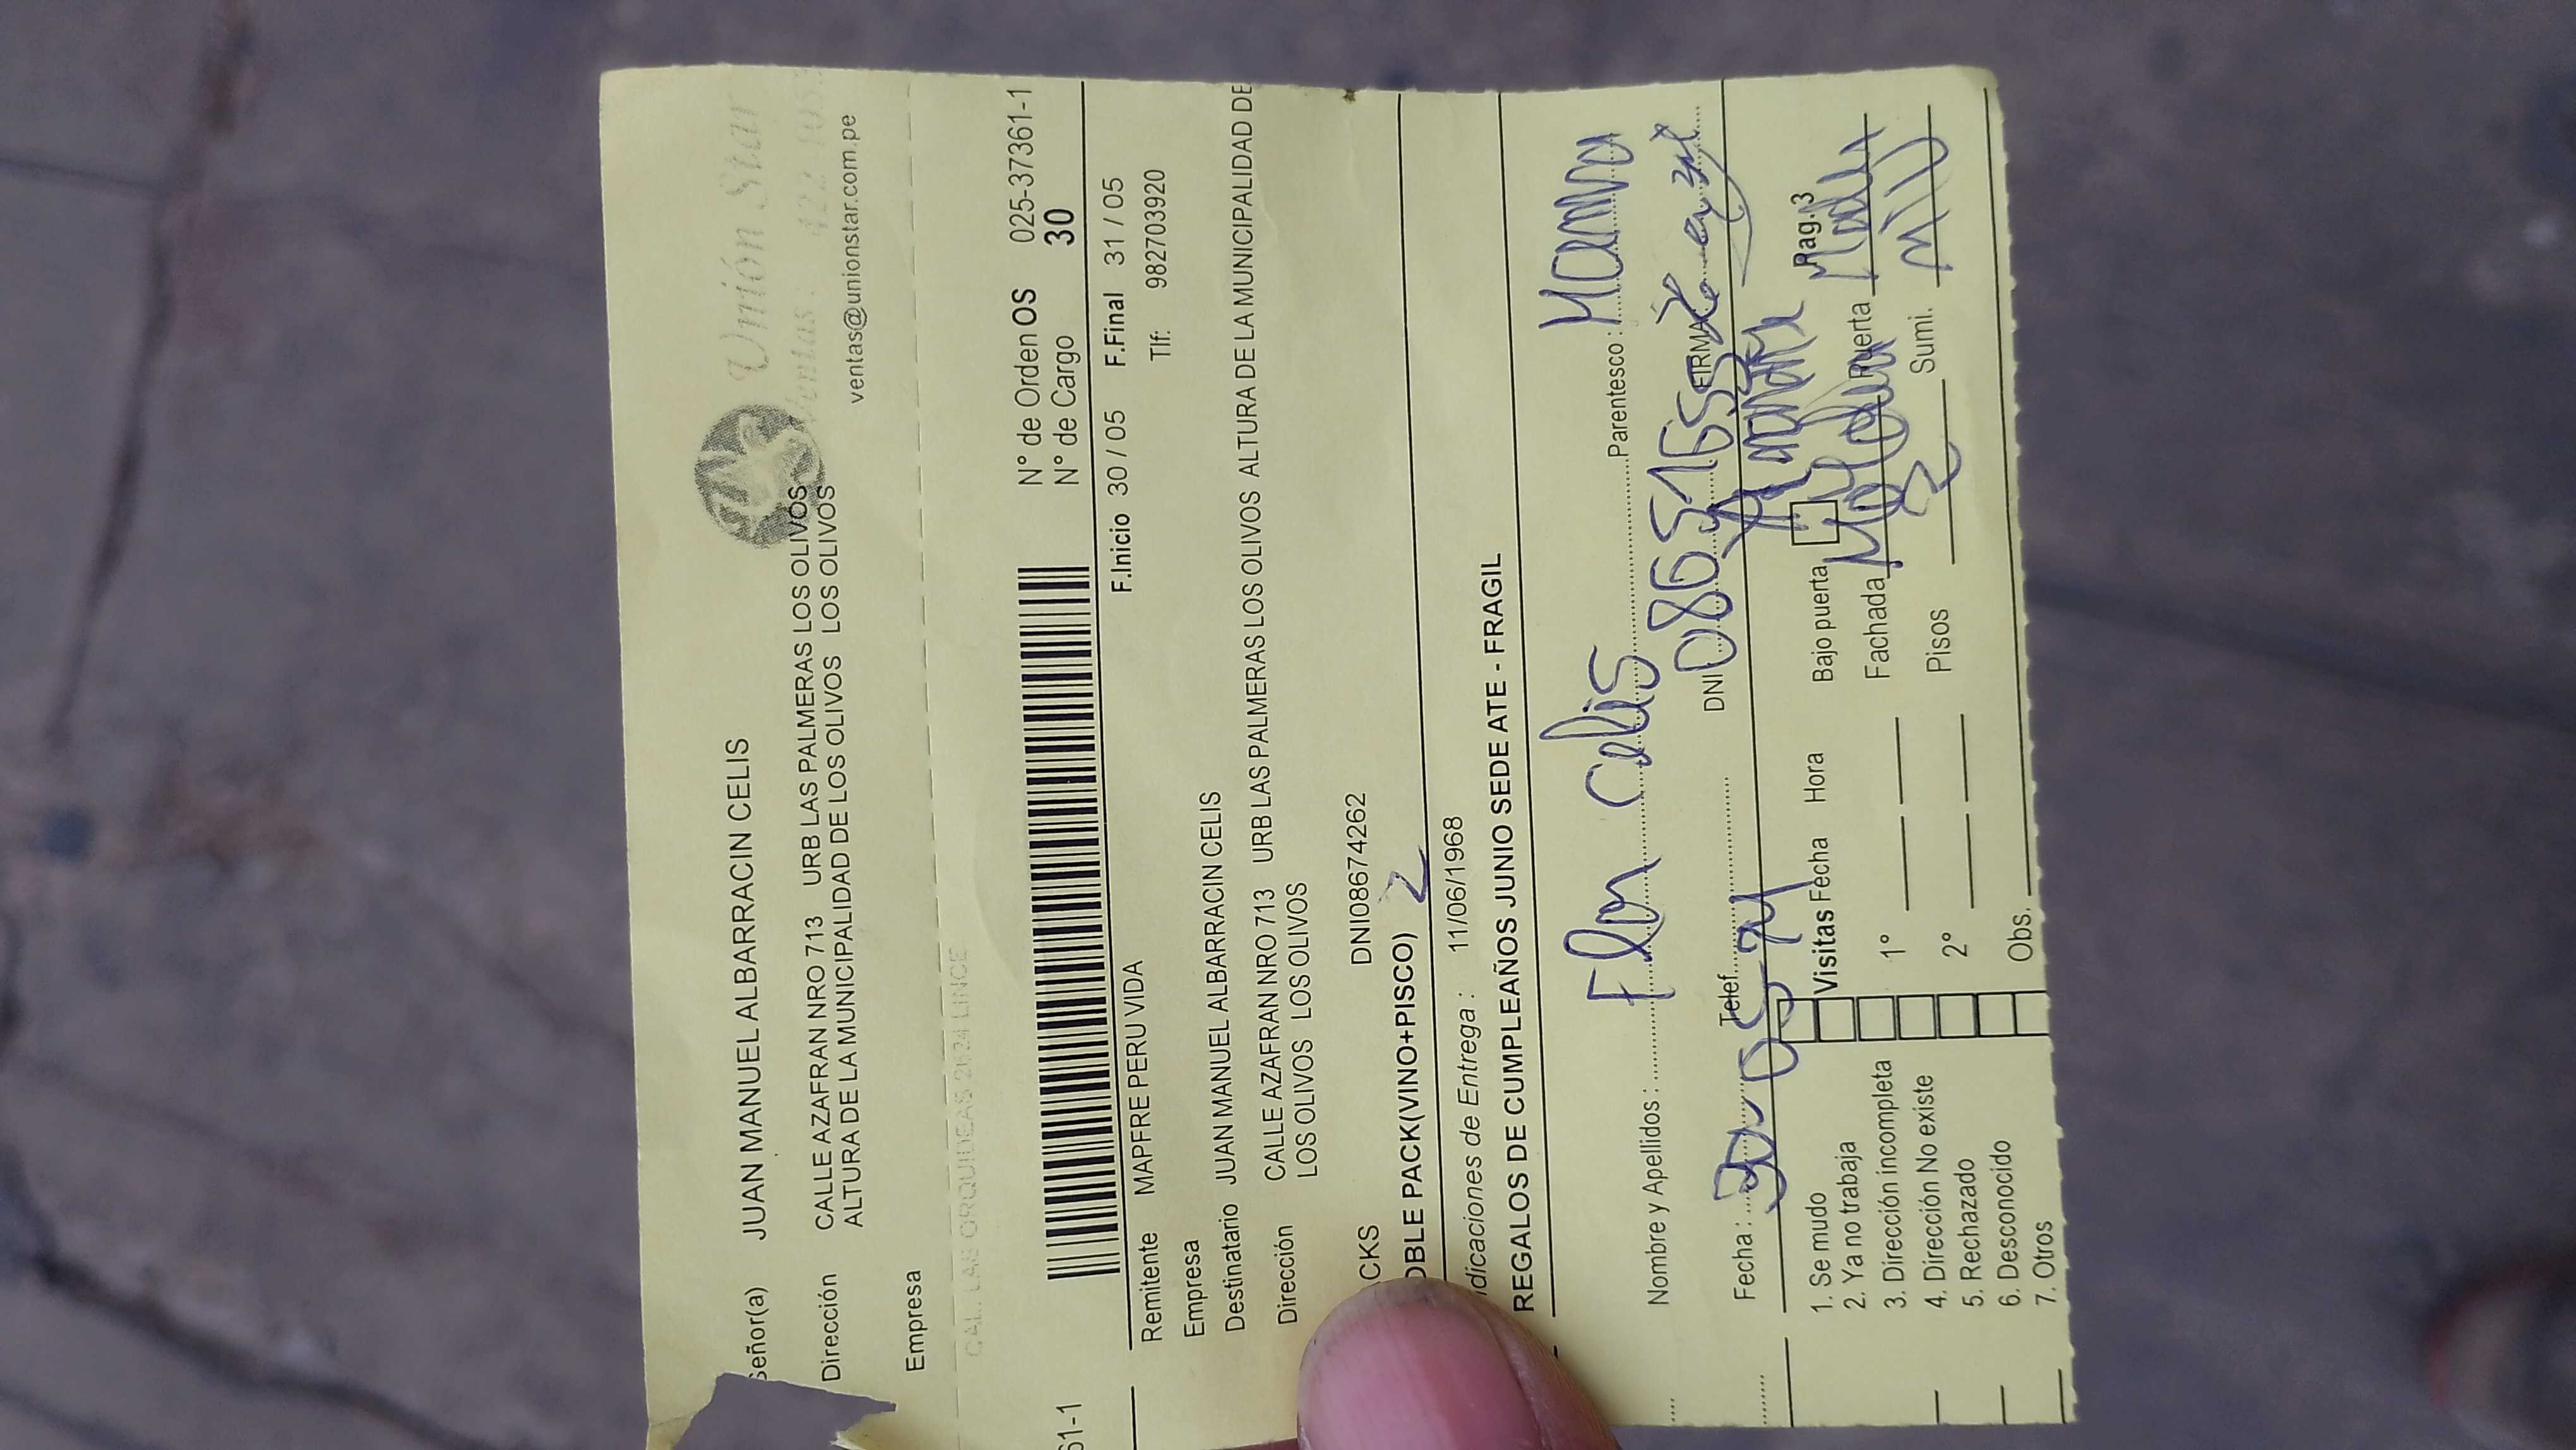 Unión Star
ventas@unionstar.com.pe
Señor(a) JUAN MANUEL ALBARRACIN CELIS
Dirección CALLE AZAFRAN NRO 713 URB LAS PALMERAS LOS OLIVOS
ALTURA DE LA MUNICIPALIDAD DE LOS OLIVOS LOS OLIVOS
Empresa
CAL. LAS ORQUIDEAS LINCE
61-1
N° de Orden OS 025-37361-1
N° de Cargo 30
F.Inicio 30 / 05 F.Final 31 / 05
Remitente MAPFRE PERU VIDA Tlf: 982703920
Empresa
Destinatario JUAN MANUEL ALBARRACIN CELIS
Dirección CALLE AZAFRAN NRO 713 URB LAS PALMERAS LOS OLIVOS ALTURA DE LA MUNICIPALIDAD DE
LOS OLIVOS LOS OLIVOS
CKS DNI08674262
OBLE PACK(VINO+PISCO) 2
dicaciones de Entrega : 11/06/1968
REGALOS DE CUMPLEAÑOS JUNIO SEDE ATE - FRAGIL
Nombre y Apellidos : Flor Celis Parentesco : Mamá
Fecha : Telef. DNI FIRMA
Pag.3
1. Se mudo
2. Ya no trabaja
3. Dirección incompleta
4. Dirección No existe
5. Rechazado
6. Desconocido
7. Otros
Visitas Fecha Hora
1°
2°
Obs.
Bajo puerta
Fachada Puerta
Pisos 2 Sumi.